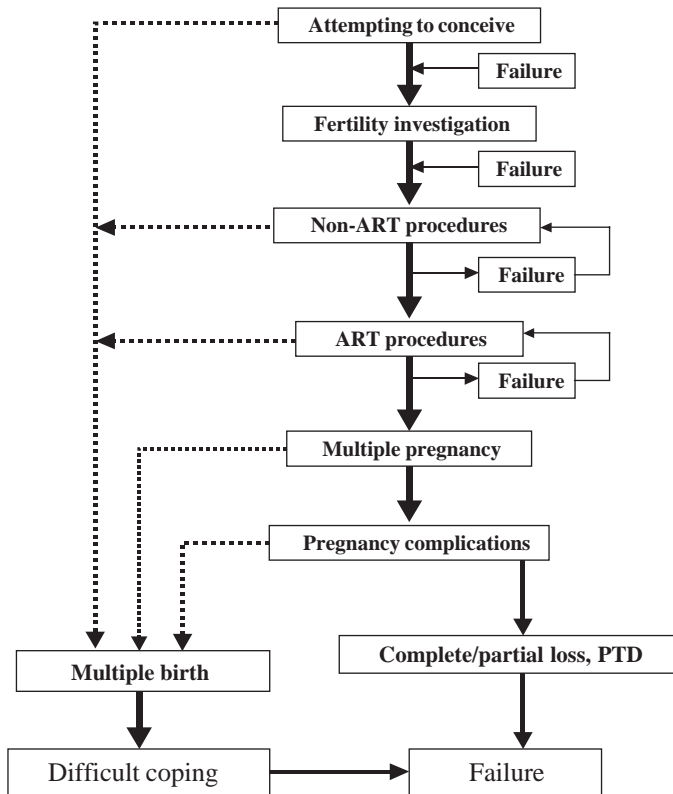 Attempting to conceive
Failure
Fertility investigation
Failure
Non-ART procedures
Failure
ART procedures
Failure
Multiple pregnancy
Pregnancy complications
Complete/partial loss, PTD
Multiple birth
Difficult coping
Failure